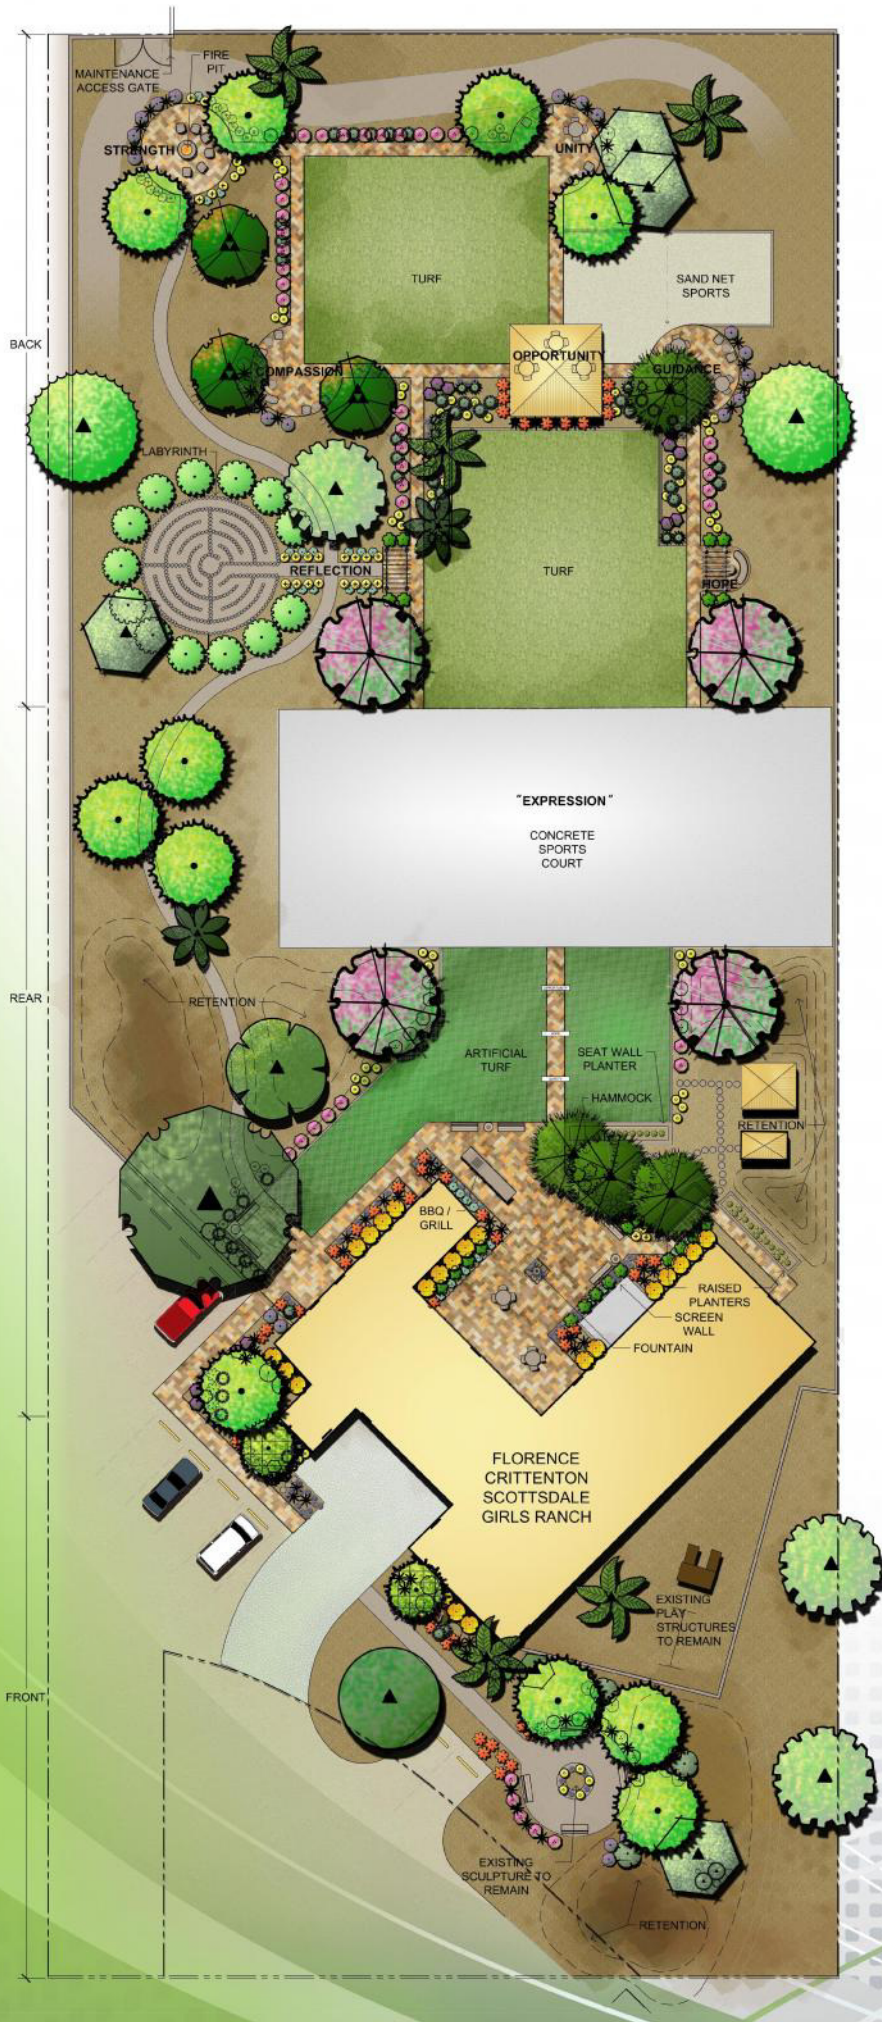 FIRE
PIT
MAINTENANCE
ACCESS GATE
STRENGTH
UNITY
TURF
SAND NET
SPORTS
BACK
OPPORTUNITY
GUIDANCE
COMPASSION
LABYRINTH
REFLECTION
TURF
HOPE
"EXPRESSION"
CONCRETE
SPORTS
COURT
REAR
RETENTION
ARTIFICIAL
TURF
SEAT WALL
PLANTER
HAMMOCK
RETENTION
BBQ /
GRILL
RAISED
PLANTERS
SCREEN
WALL
FOUNTAIN
FLORENCE
CRITTENTON
SCOTTSDALE
GIRLS RANCH
EXISTING
PLAY
STRUCTURES
TO REMAIN
FRONT
EXISTING
SCULPTURE TO
REMAIN
RETENTION